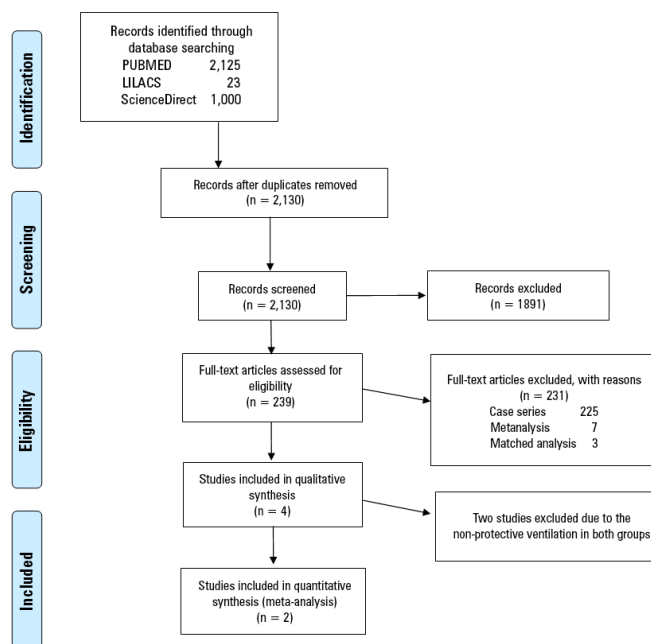 Identification
Records identified through
database searching
PUBMED 2,125
LILACS 23
ScienceDirect 1,000
Records after duplicates removed
(n = 2,130)
Screening
Records screened
(n = 2,130)
Records excluded
(n = 1891)
Eligibility
Full-text articles assessed for
eligibility
(n = 239)
Full-text articles excluded, with reasons
(n = 231)
Case series 225
Metanalysis 7
Matched analysis 3
Studies included in qualitative
synthesis
(n = 4)
Two studies excluded due to the
non-protective ventilation in both groups
Included
Studies included in quantitative
synthesis (meta-analysis)
(n = 2)